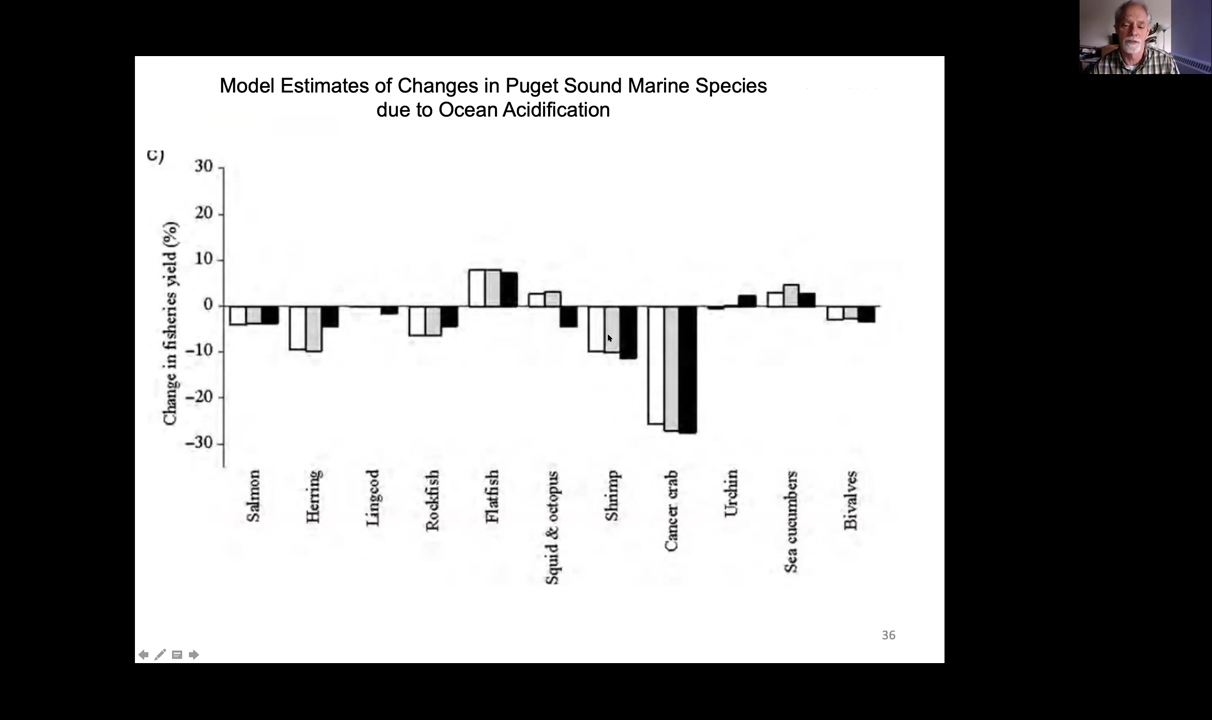 Model Estimates of Changes in Puget Sound Marine Species
due to Ocean Acidification
c)
Change in fisheries yield (%)
30
20
10
0
−10
−20
−30
Salmon
Herring
Lingcod
Rockfish
Flatfish
Squid & octopus
Shrimp
Cancer crab
Urchin
Sea cucumbers
Bivalves
36